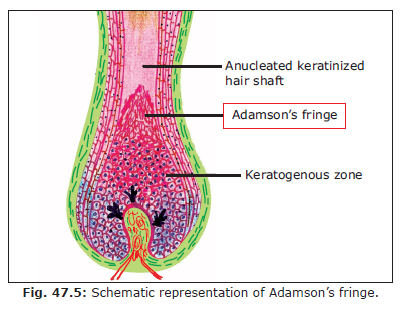 Anucleated keratinized
hair shaft
Adamson's fringe
Keratogenous zone
Fig. 47.5: Schematic representation of Adamson's fringe.